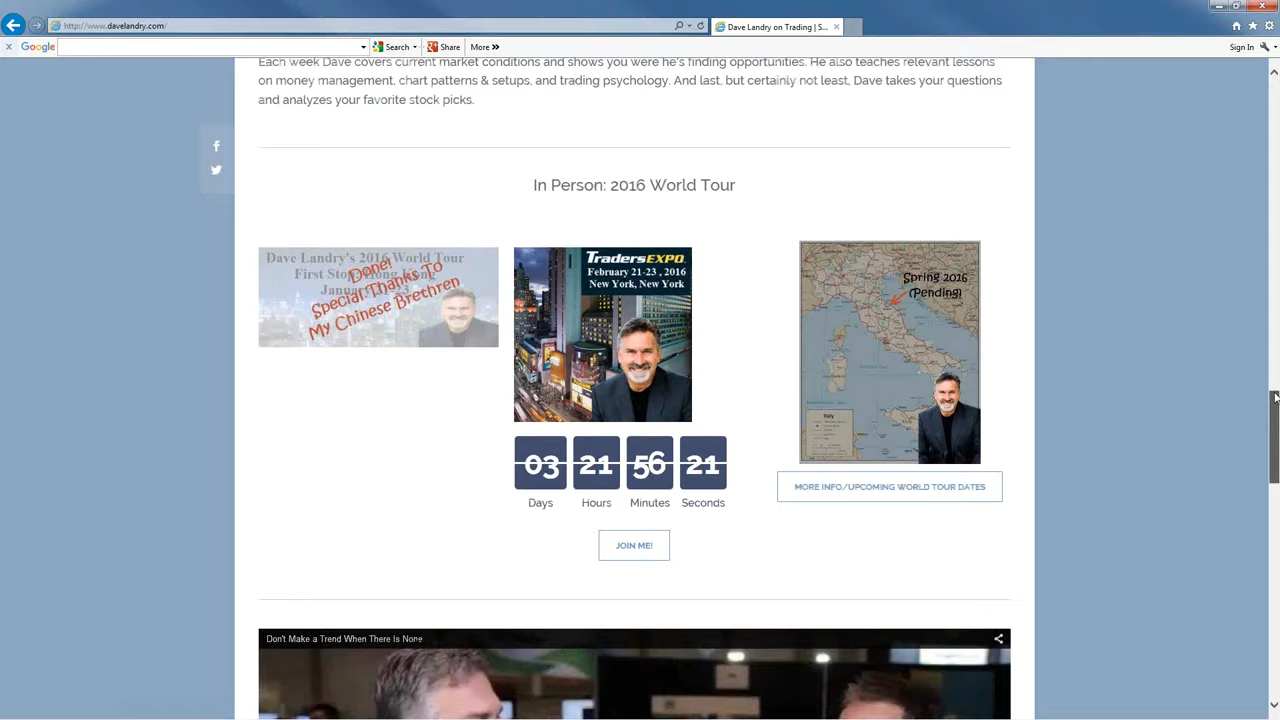 http://www.davelandry.com/
Dave Landry on Trading | S...
Google
Search
Share
More »
Sign In
Each week Dave covers current market conditions and shows you were he's finding opportunities. He also teaches relevant lessons
on money management, chart patterns & setups, and trading psychology. And last, but certainly not least, Dave takes your questions
and analyzes your favorite stock picks.
In Person: 2016 World Tour
Dave Landry's 2016 World Tour
First Stop Hong Kong
Done!
Special Thanks To
My Chinese Brethren
TradersEXPO
February 21-23 , 2016
New York, New York
Spring 2016
(Pending)
Italy
03 21 56 21
Days Hours Minutes Seconds
MORE INFO/UPCOMING WORLD TOUR DATES
JOIN ME!
Don't Make a Trend When There Is None